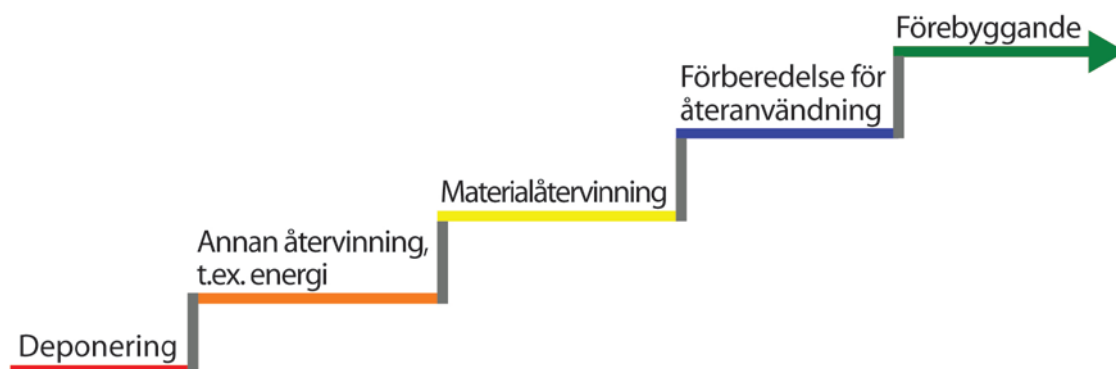 Förebyggande
Förberedelse för
återanvändning
Materialåtervinning
Annan återvinning,
t.ex. energi
Deponering